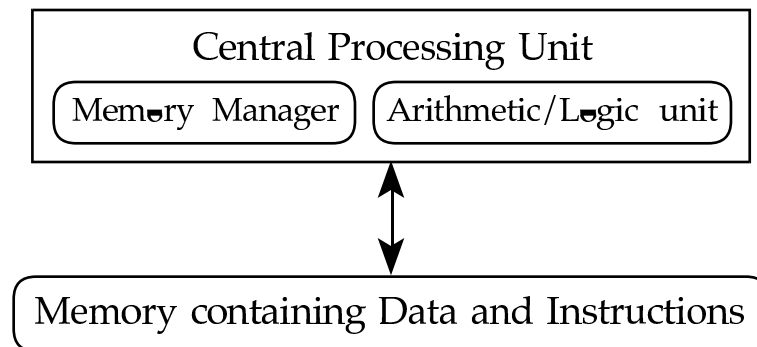 Central Processing Unit
Memory Manager Arithmetic/Logic unit
Memory containing Data and Instructions